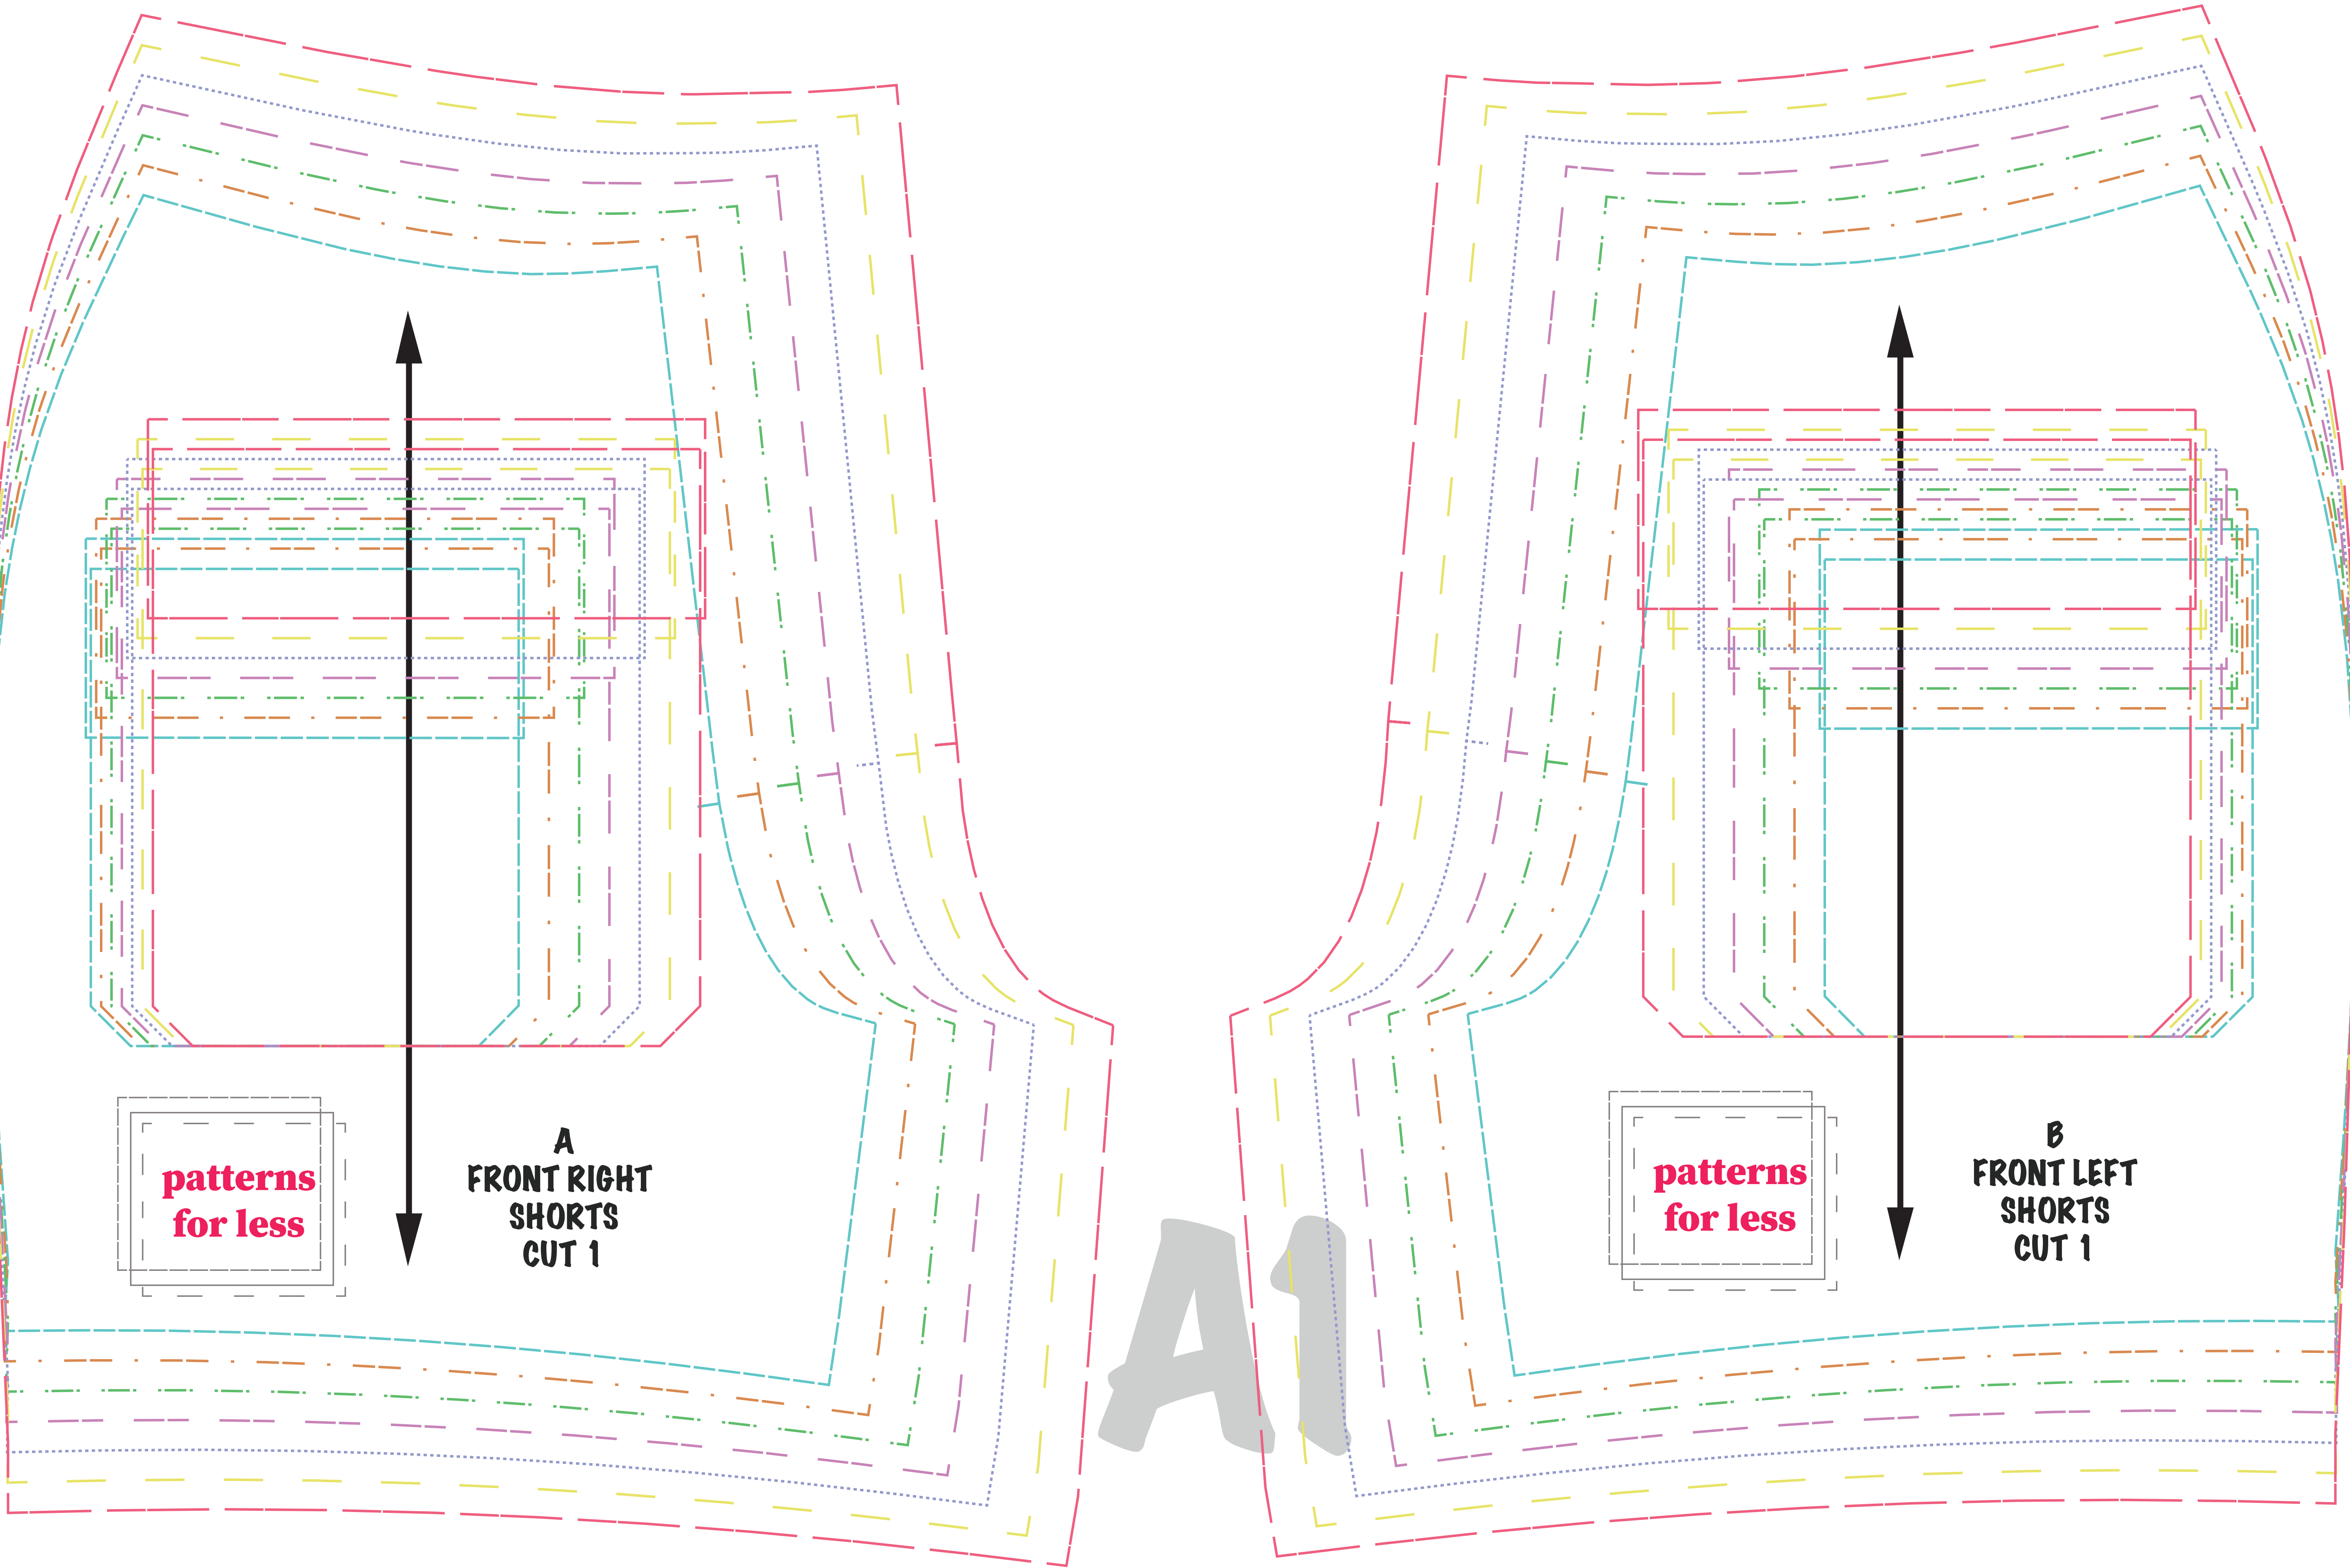 patterns
for less
A
FRONT RIGHT
SHORTS
CUT 1
A1
patterns
for less
B
FRONT LEFT
SHORTS
CUT 1